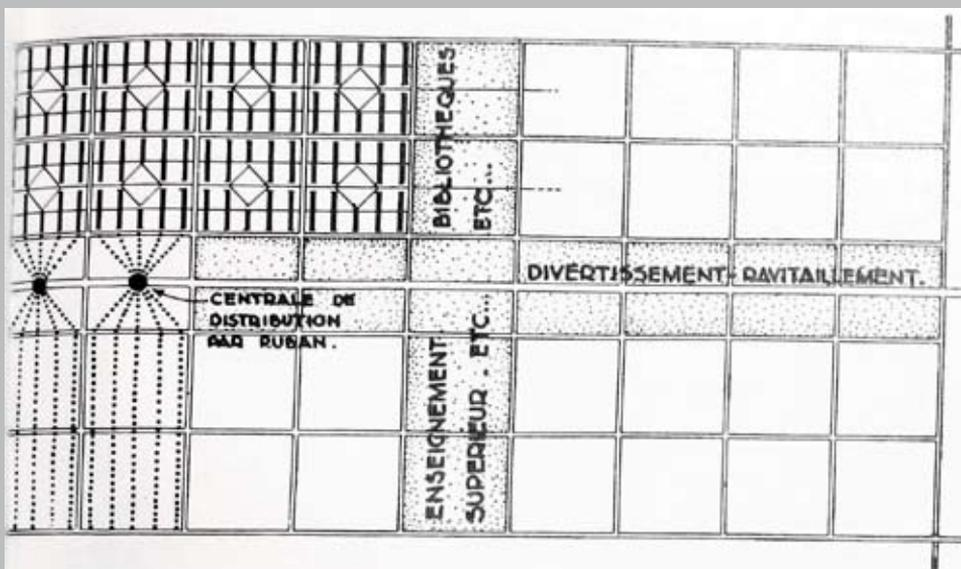 BIBLIOTHEQUES
ETC...
DIVERTISSEMENT - RAVITAILLEMENT.
CENTRALE DE
DISTRIBUTION
PAR RUBAN.
ENSEIGNEMENT
SUPERIEUR . ETC...